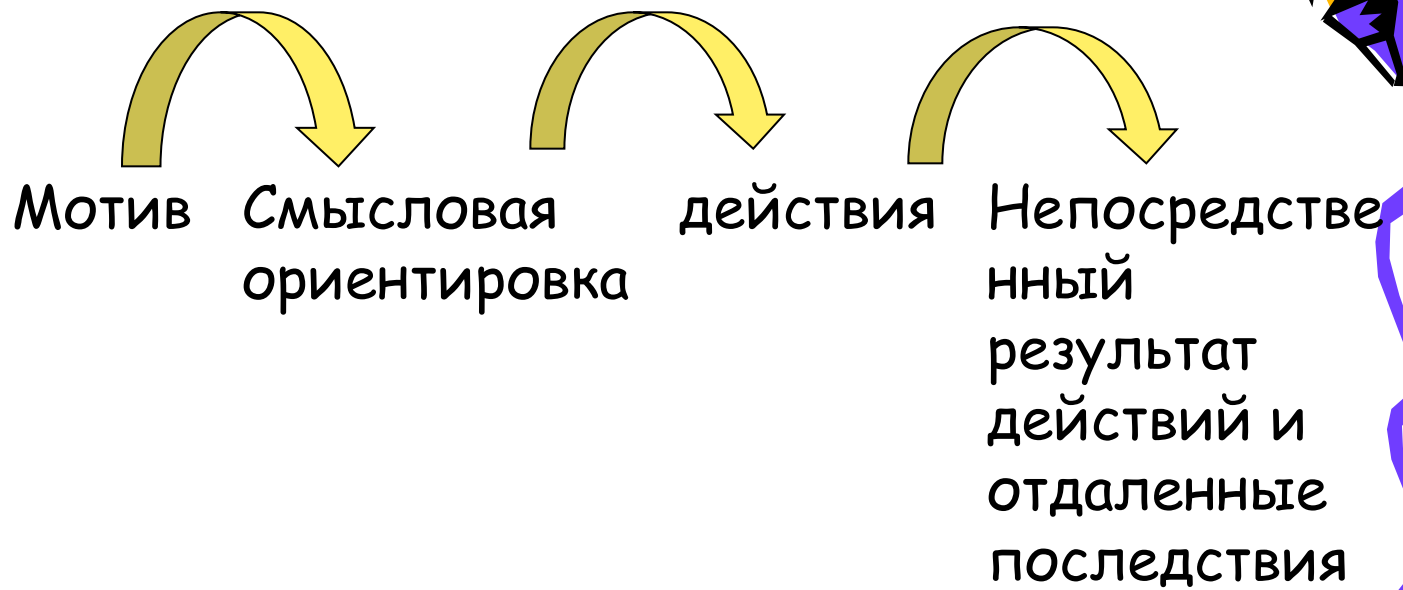 Мотив
Смысловая
ориентировка
действия
Непосредстве
нный
результат
действий и
отдаленные
последствия